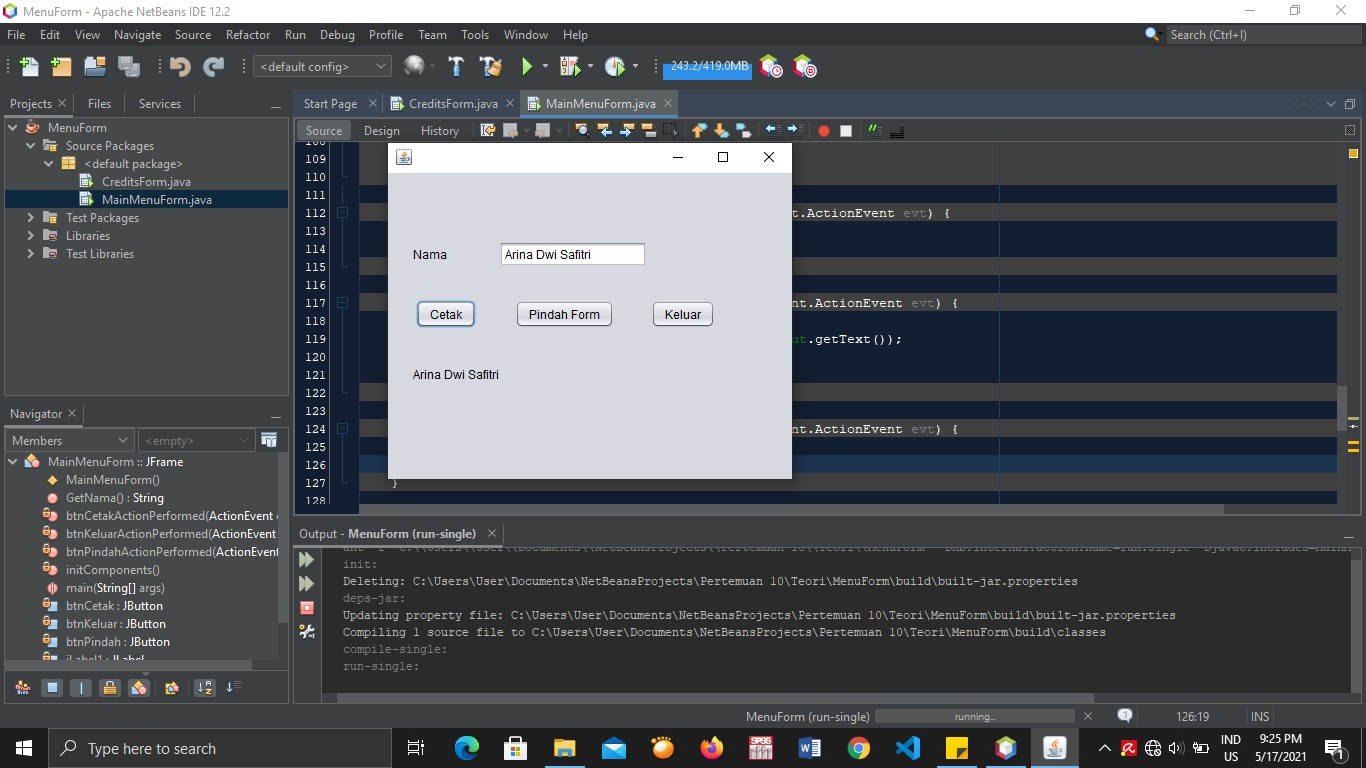 MenuForm - Apache NetBeans IDE 12.2
File Edit View Navigate Source Refactor Run Debug Profile Team Tools Window Help
Search (Ctrl+I)
<default config>
243.2/419.0MB
Projects Files Services
Start Page CreditsForm.java MainMenuForm.java
MenuForm
Source Packages
<default package>
CreditsForm.java
MainMenuForm.java
Test Packages
Libraries
Test Libraries
Source Design History
109
110
111
112 t.ActionEvent evt) {
113
114
115
116
117 nt.ActionEvent evt) {
118
119 ut.getText());
120
121
122
123
124 nt.ActionEvent evt) {
125
126
127 }
128
Nama Arina Dwi Safitri
Cetak Pindah Form Keluar
Arina Dwi Safitri
Navigator
Members <empty>
MainMenuForm :: JFrame
MainMenuForm()
GetNama() : String
btnCetakActionPerformed(ActionEvent
btnKeluarActionPerformed(ActionEvent
btnPindahActionPerformed(ActionEvent
initComponents()
main(String[] args)
btnCetak : JButton
btnKeluar : JButton
btnPindah : JButton
jLabel1 : JLabel
Output - MenuForm (run-single)
init:
Deleting: C:\Users\User\Documents\NetBeansProjects\Pertemuan 10\Teori\MenuForm\build\built-jar.properties
deps-jar:
Updating property file: C:\Users\User\Documents\NetBeansProjects\Pertemuan 10\Teori\MenuForm\build\built-jar.properties
Compiling 1 source file to C:\Users\User\Documents\NetBeansProjects\Pertemuan 10\Teori\MenuForm\build\classes
compile-single:
run-single:
MenuForm (run-single) running... 126:19 INS
Type here to search
SPSS
IND 9:25 PM
US 5/17/2021
1